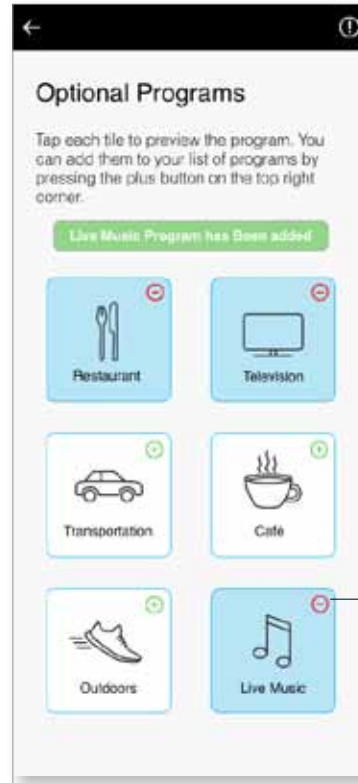 Optional Programs
Tap each tile to preview the program. You
can add them to your list of programs by
pressing the plus button on the top right
corner.
Live Music Program has Been added
Restaurant
Television
Transportation
Café
Outdoors
Live Music